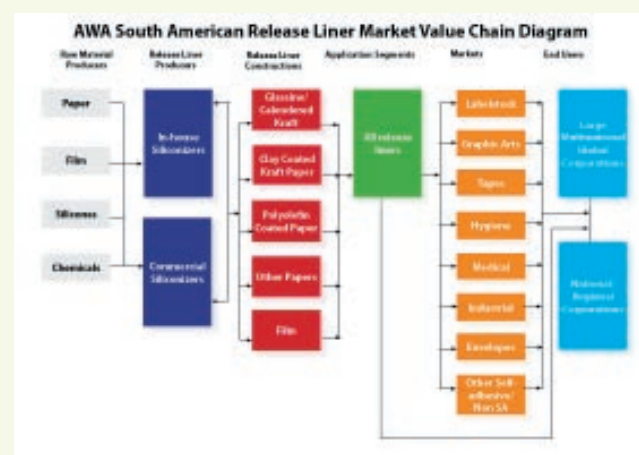 AWA South American Release Liner Market Value Chain Diagram
Raw Material
Producers
Release Liner
Producers
Release Liner
Constructions
Application Segments
Markets
End Users
Paper
Film
Silicones
Chemicals
In-house
Siliconizers
Commercial
Siliconizers
Glassine/
Calendered
Kraft
Clay Coated
Kraft Paper
Polyolefin
Coated Paper
Other Papers
Film
All release
liners
Labelstock
Graphic Arts
Tapes
Hygiene
Medical
Industrial
Envelopes
Other Self-
adhesive/
Non SA
Large
Multinational
Global
Corporations
National
Regional
Corporations